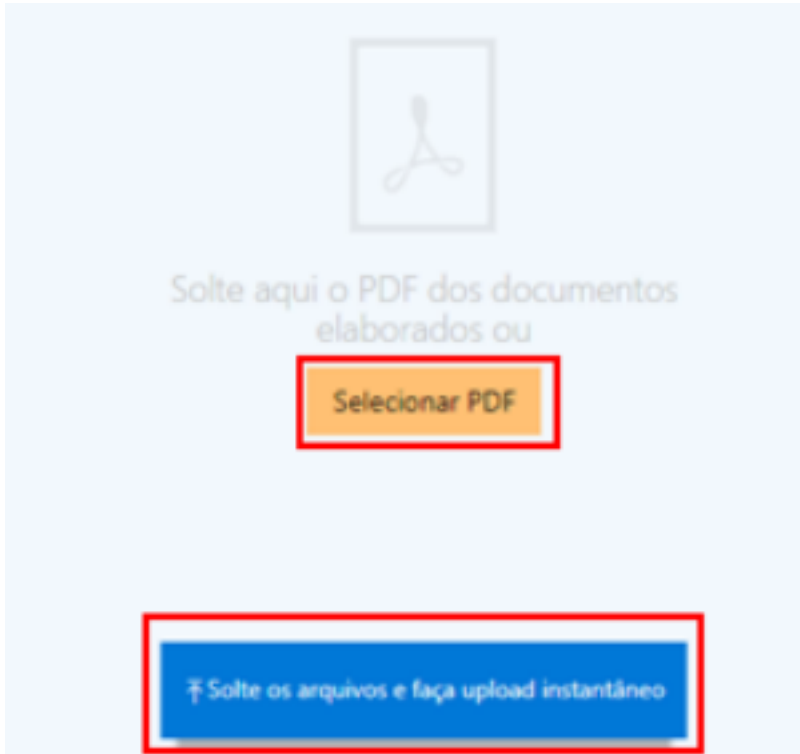 Solte aqui o PDF dos documentos
elaborados ou
Selecionar PDF
Solte os arquivos e faça upload instantâneo